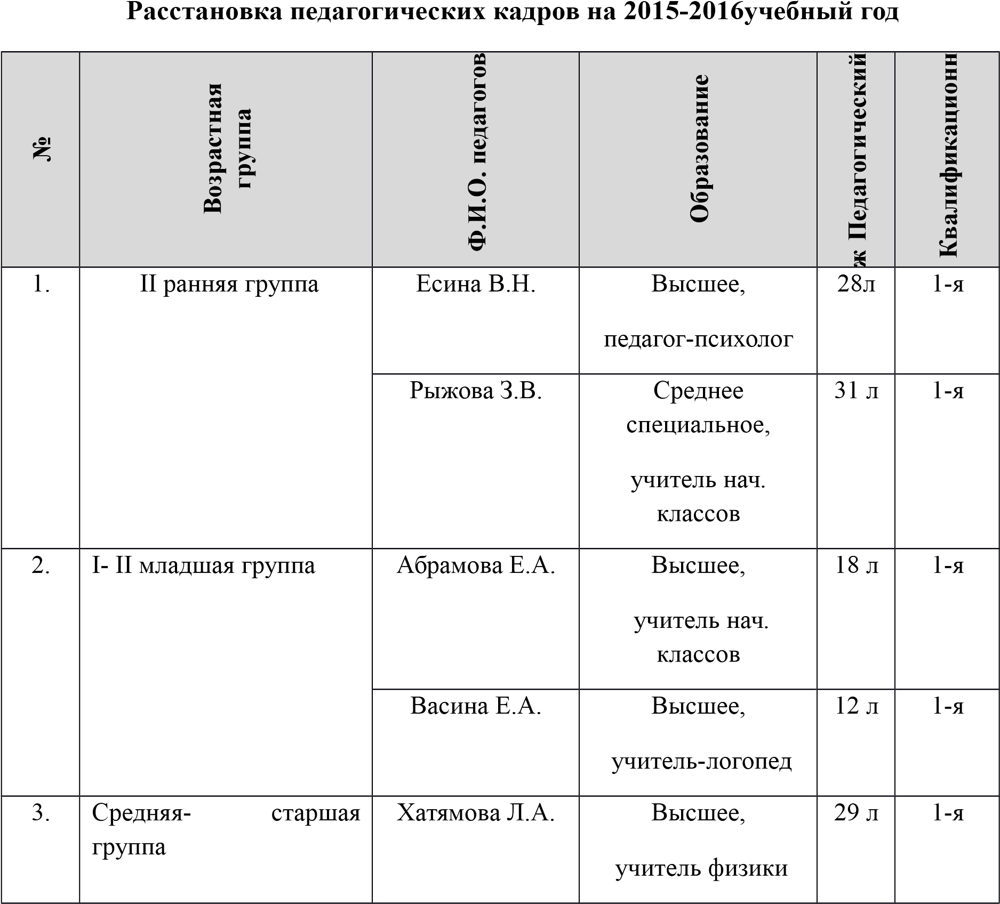 Расстановка педагогических кадров на 2015-2016учебный год
№
Возрастная
группа
Ф.И.О. педагогов
Образование
ж Педагогический
Квалификационн
1.
II ранняя группа
Есина В.Н.
Высшее,
педагог-психолог
28л
1-я
Рыжова З.В.
Среднее
специальное,
учитель нач.
классов
31 л
1-я
2.
I- II младшая группа
Абрамова Е.А.
Высшее,
учитель нач.
классов
18 л
1-я
Васина Е.А.
Высшее,
учитель-логопед
12 л
1-я
3.
Средняя- старшая
группа
Хатямова Л.А.
Высшее,
учитель физики
29 л
1-я